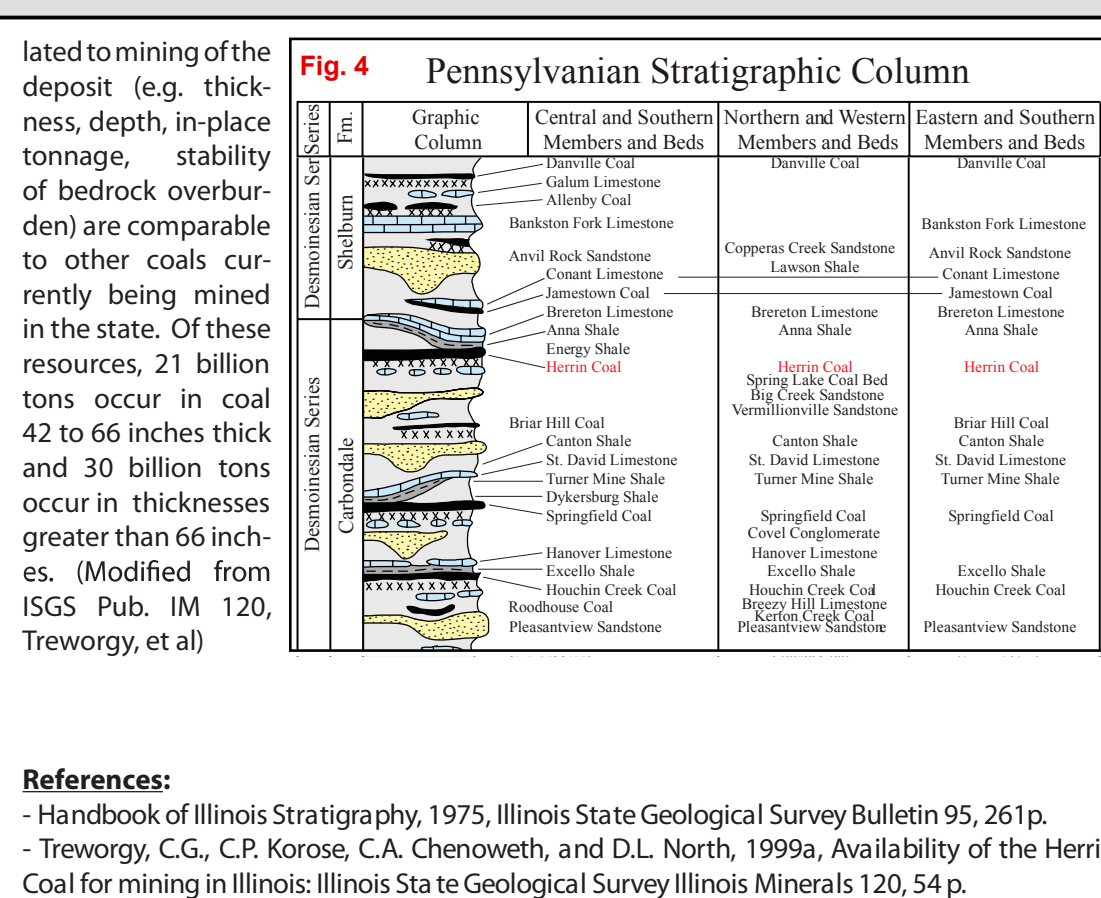 lated to mining of the
deposit (e.g. thick-
ness, depth, in-place
tonnage, stability
of bedrock overbur-
den) are comparable
to other coals cur-
rently being mined
in the state. Of these
resources, 21 billion
tons occur in coal
42 to 66 inches thick
and 30 billion tons
occur in thicknesses
greater than 66 inch-
es. (Modified from
ISGS Pub. IM 120,
Treworgy, et al)
Fig. 4 Pennsylvanian Stratigraphic Column
Series
Fm.
Graphic
Column
Central and Southern
Members and Beds
Northern and Western
Members and Beds
Eastern and Southern
Members and Beds
Desmoinesian Ser
Shelburn
Desmoinesian Series
Carbondale
Danville Coal
Galum Limestone
Allenby Coal
Bankston Fork Limestone
Anvil Rock Sandstone
Conant Limestone
Jamestown Coal
Brereton Limestone
Anna Shale
Energy Shale
Herrin Coal
Briar Hill Coal
Canton Shale
St. David Limestone
Turner Mine Shale
Dykersburg Shale
Springfield Coal
Hanover Limestone
Excello Shale
Houchin Creek Coal
Roodhouse Coal
Pleasantview Sandstone
Danville Coal
Copperas Creek Sandstone
Lawson Shale
Brereton Limestone
Anna Shale
Herrin Coal
Spring Lake Coal Bed
Big Creek Sandstone
Vermillionville Sandstone
Canton Shale
St. David Limestone
Turner Mine Shale
Springfield Coal
Covel Conglomerate
Hanover Limestone
Excello Shale
Houchin Creek Coal
Breezy Hill Limestone
Kerton Creek Coal
Pleasantview Sandstone
Danville Coal
Bankston Fork Limestone
Anvil Rock Sandstone
Conant Limestone
Jamestown Coal
Brereton Limestone
Anna Shale
Herrin Coal
Briar Hill Coal
Canton Shale
St. David Limestone
Turner Mine Shale
Springfield Coal
Excello Shale
Houchin Creek Coal
Pleasantview Sandstone
References:
- Handbook of Illinois Stratigraphy, 1975, Illinois State Geological Survey Bulletin 95, 261p.
- Treworgy, C.G., C.P. Korose, C.A. Chenoweth, and D.L. North, 1999a, Availability of the Herri
Coal for mining in Illinois: Illinois State Geological Survey Illinois Minerals 120, 54 p.